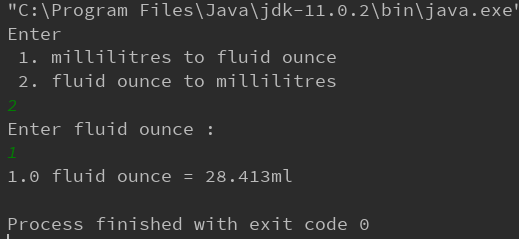 "C:\Program Files\Java\jdk-11.0.2\bin\java.exe"
Enter
1. millilitres to fluid ounce
2. fluid ounce to millilitres
2
Enter fluid ounce :
1
1.0 fluid ounce = 28.413ml
Process finished with exit code 0